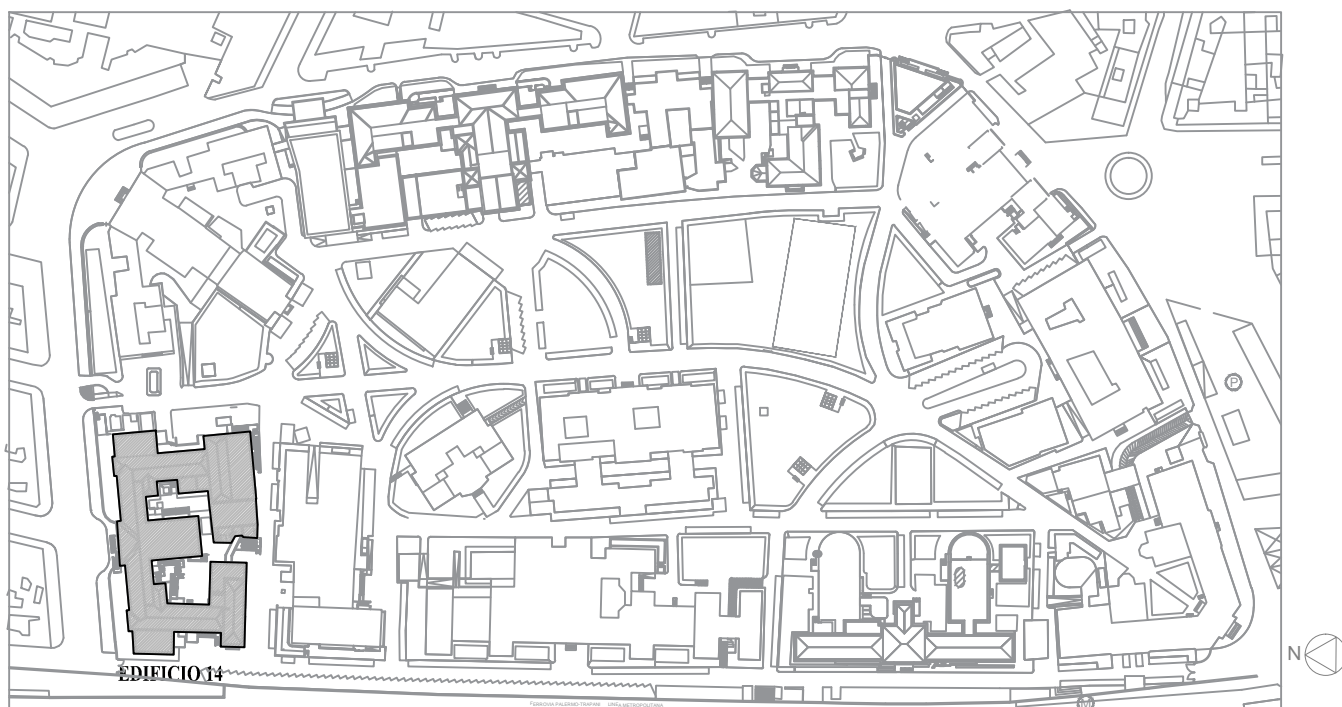 P
N
EDIFICIO 14
FERROVIA PALERMO-TRAPANI LINEA METROPOLITANA
M